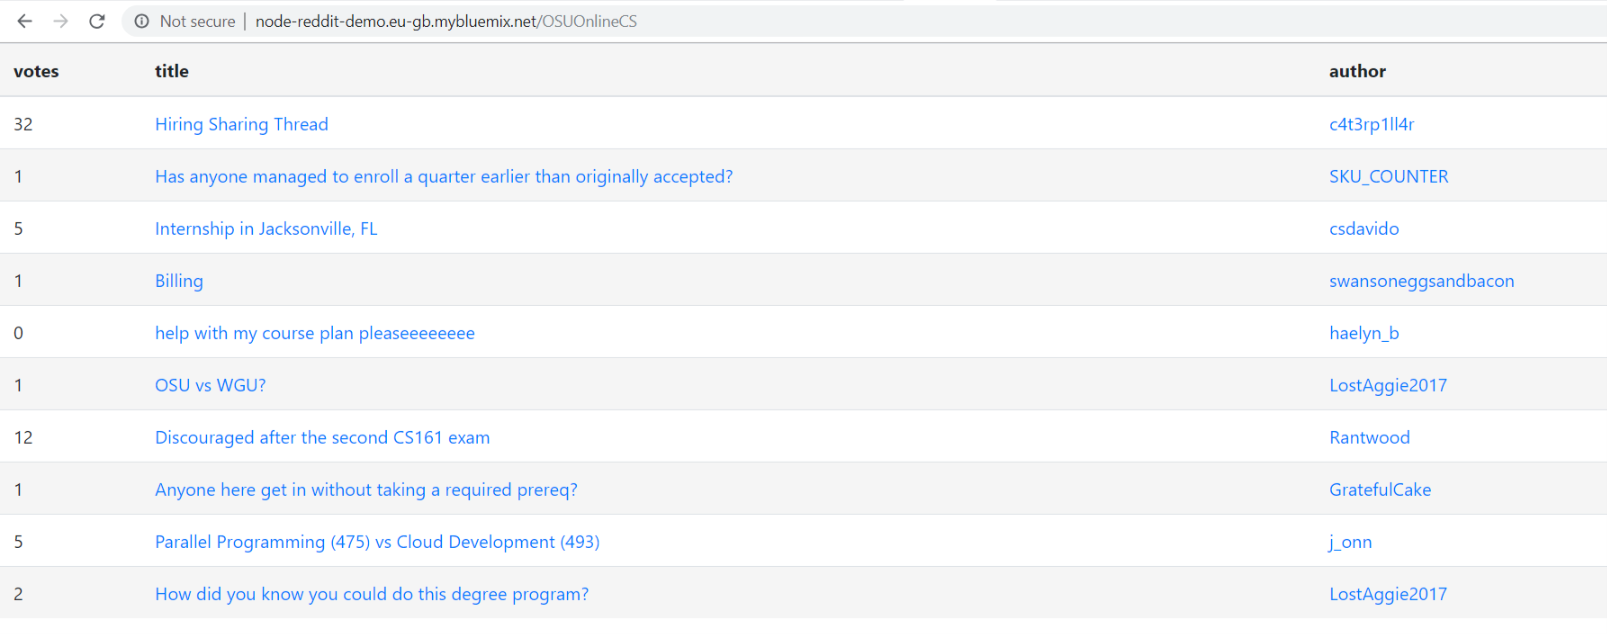 Not secure | node-reddit-demo.eu-gb.mybluemix.net/OSUOnlineCS
votes title author
32 Hiring Sharing Thread c4t3rp1ll4r
1 Has anyone managed to enroll a quarter earlier than originally accepted? SKU_COUNTER
5 Internship in Jacksonville, FL csdavido
1 Billing swansoneggsandbacon
0 help with my course plan pleaseeeeeeee haelyn_b
1 OSU vs WGU? LostAggie2017
12 Discouraged after the second CS161 exam Rantwood
1 Anyone here get in without taking a required prereq? GratefulCake
5 Parallel Programming (475) vs Cloud Development (493) j_onn
2 How did you know you could do this degree program? LostAggie2017